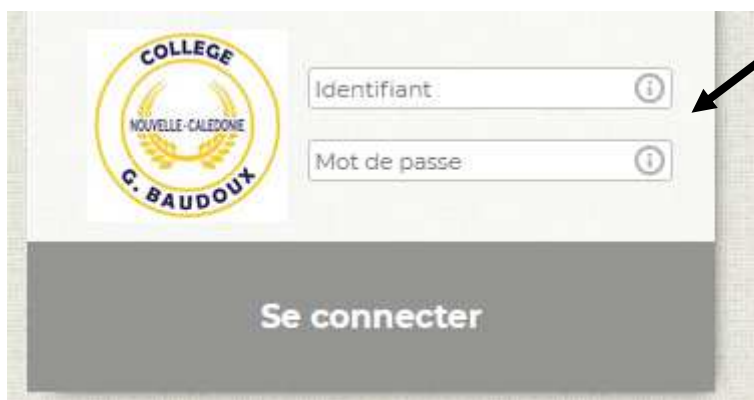 COLLEGE
NOUVELLE-CALEDONIE
G. BAUDOUX
Identifiant
Mot de passe
Se connecter